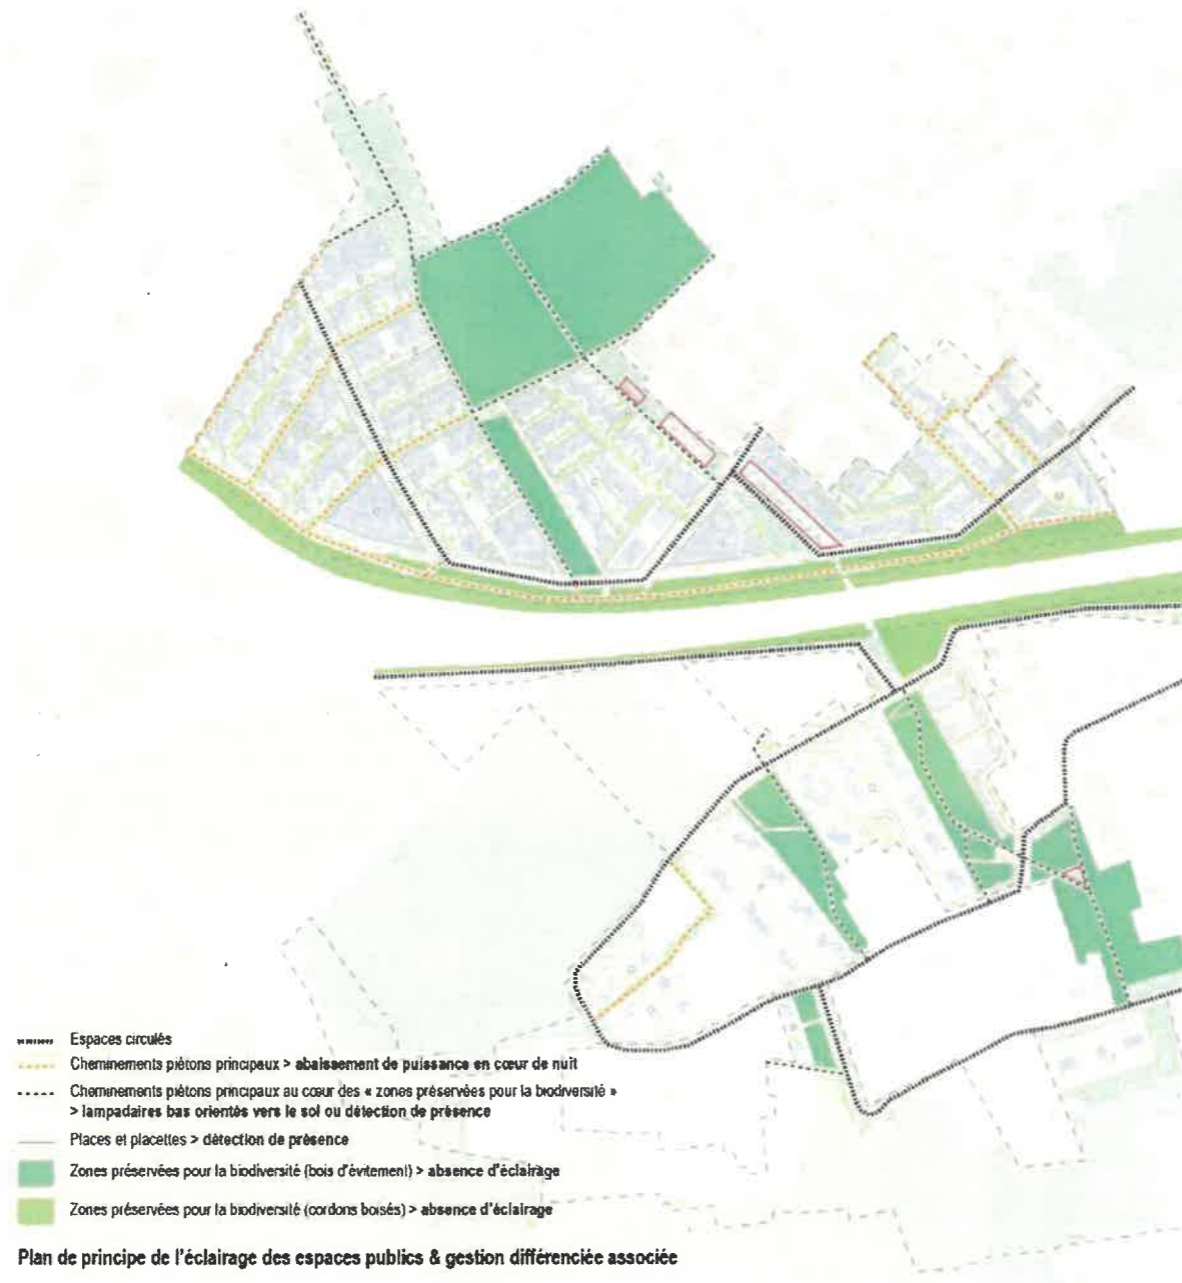 Espaces circulés
Cheminements piétons principaux > abaissement de puissance en cœur de nuit
Cheminements piétons principaux au cœur des « zones préservées pour la biodiversité »
> lampadaires bas orientés vers le sol ou détection de présence
Places et placettes > détection de présence
Zones préservées pour la biodiversité (bois d'évitement) > absence d'éclairage
Zones préservées pour la biodiversité (cordons boisés) > absence d'éclairage
Plan de principe de l'éclairage des espaces publics & gestion différenciée associée